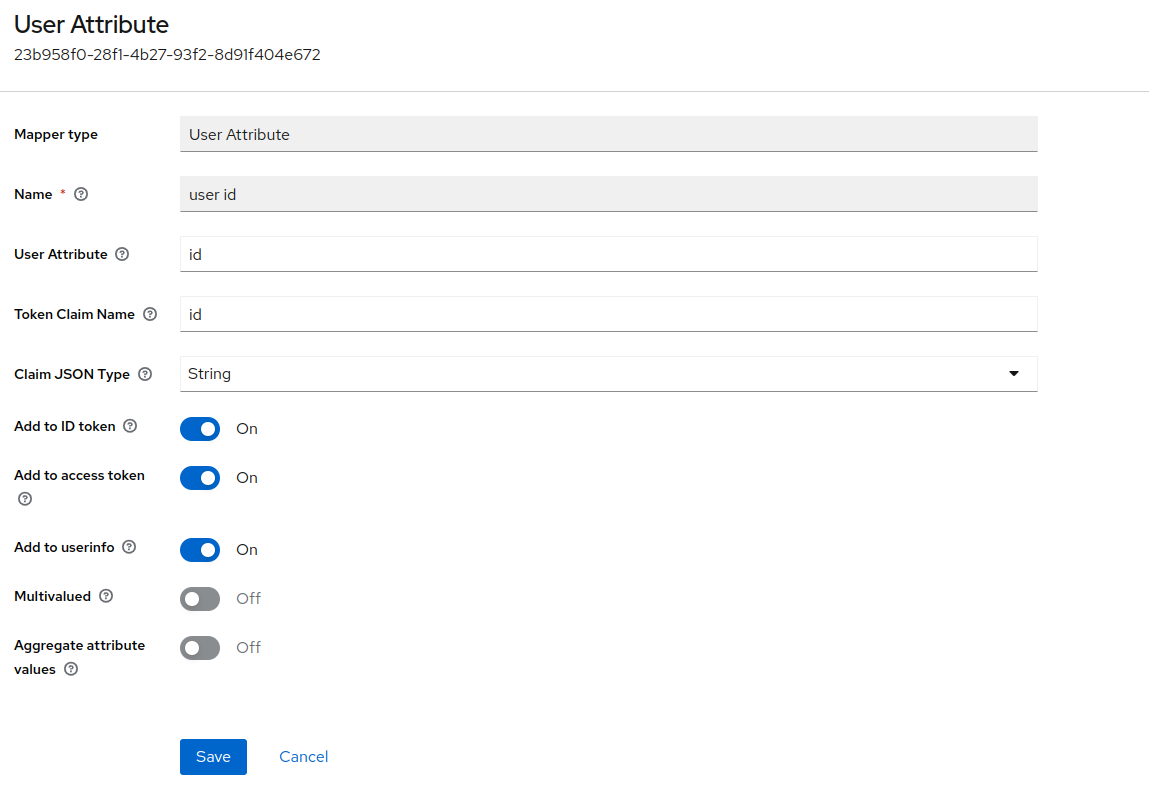 User Attribute
23b958f0-28f1-4b27-93f2-8d91f404e672
Mapper type
User Attribute
Name *
user id
User Attribute
id
Token Claim Name
id
Claim JSON Type
String
Add to ID token
On
Add to access token
On
Add to userinfo
On
Multivalued
Off
Aggregate attribute
values
Off
Save
Cancel